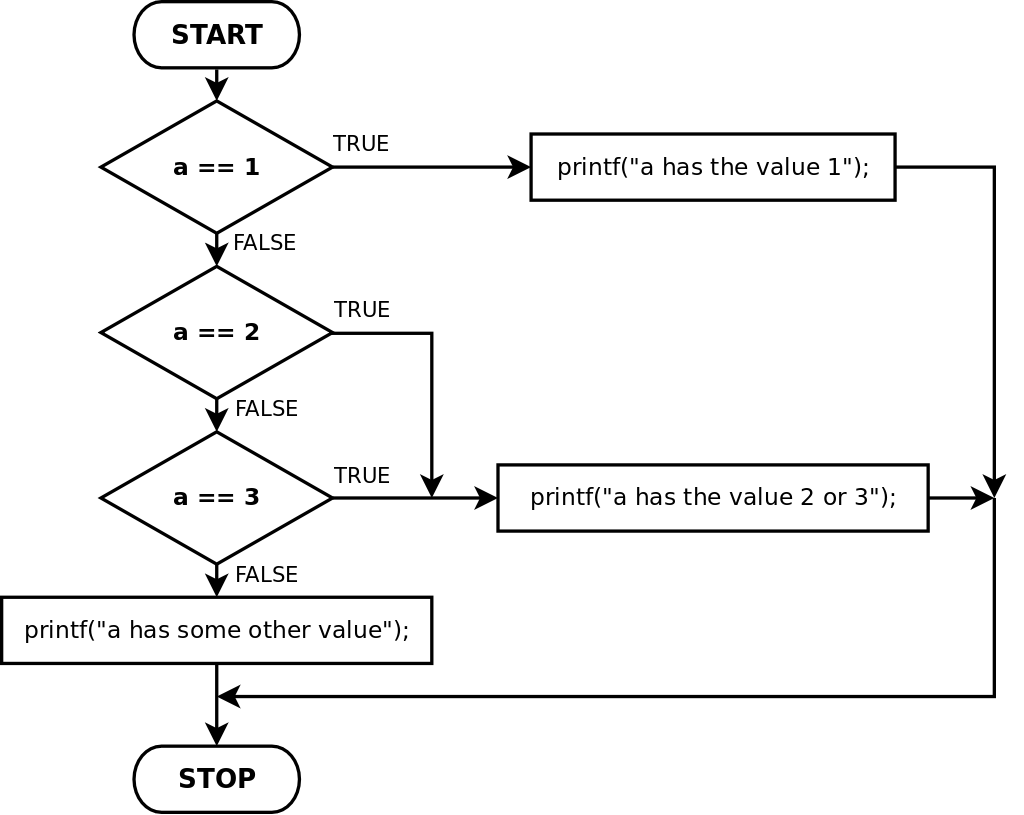 START
a == 1
TRUE
printf("a has the value 1");
FALSE
a == 2
TRUE
FALSE
a == 3
TRUE
printf("a has the value 2 or 3");
FALSE
printf("a has some other value");
STOP